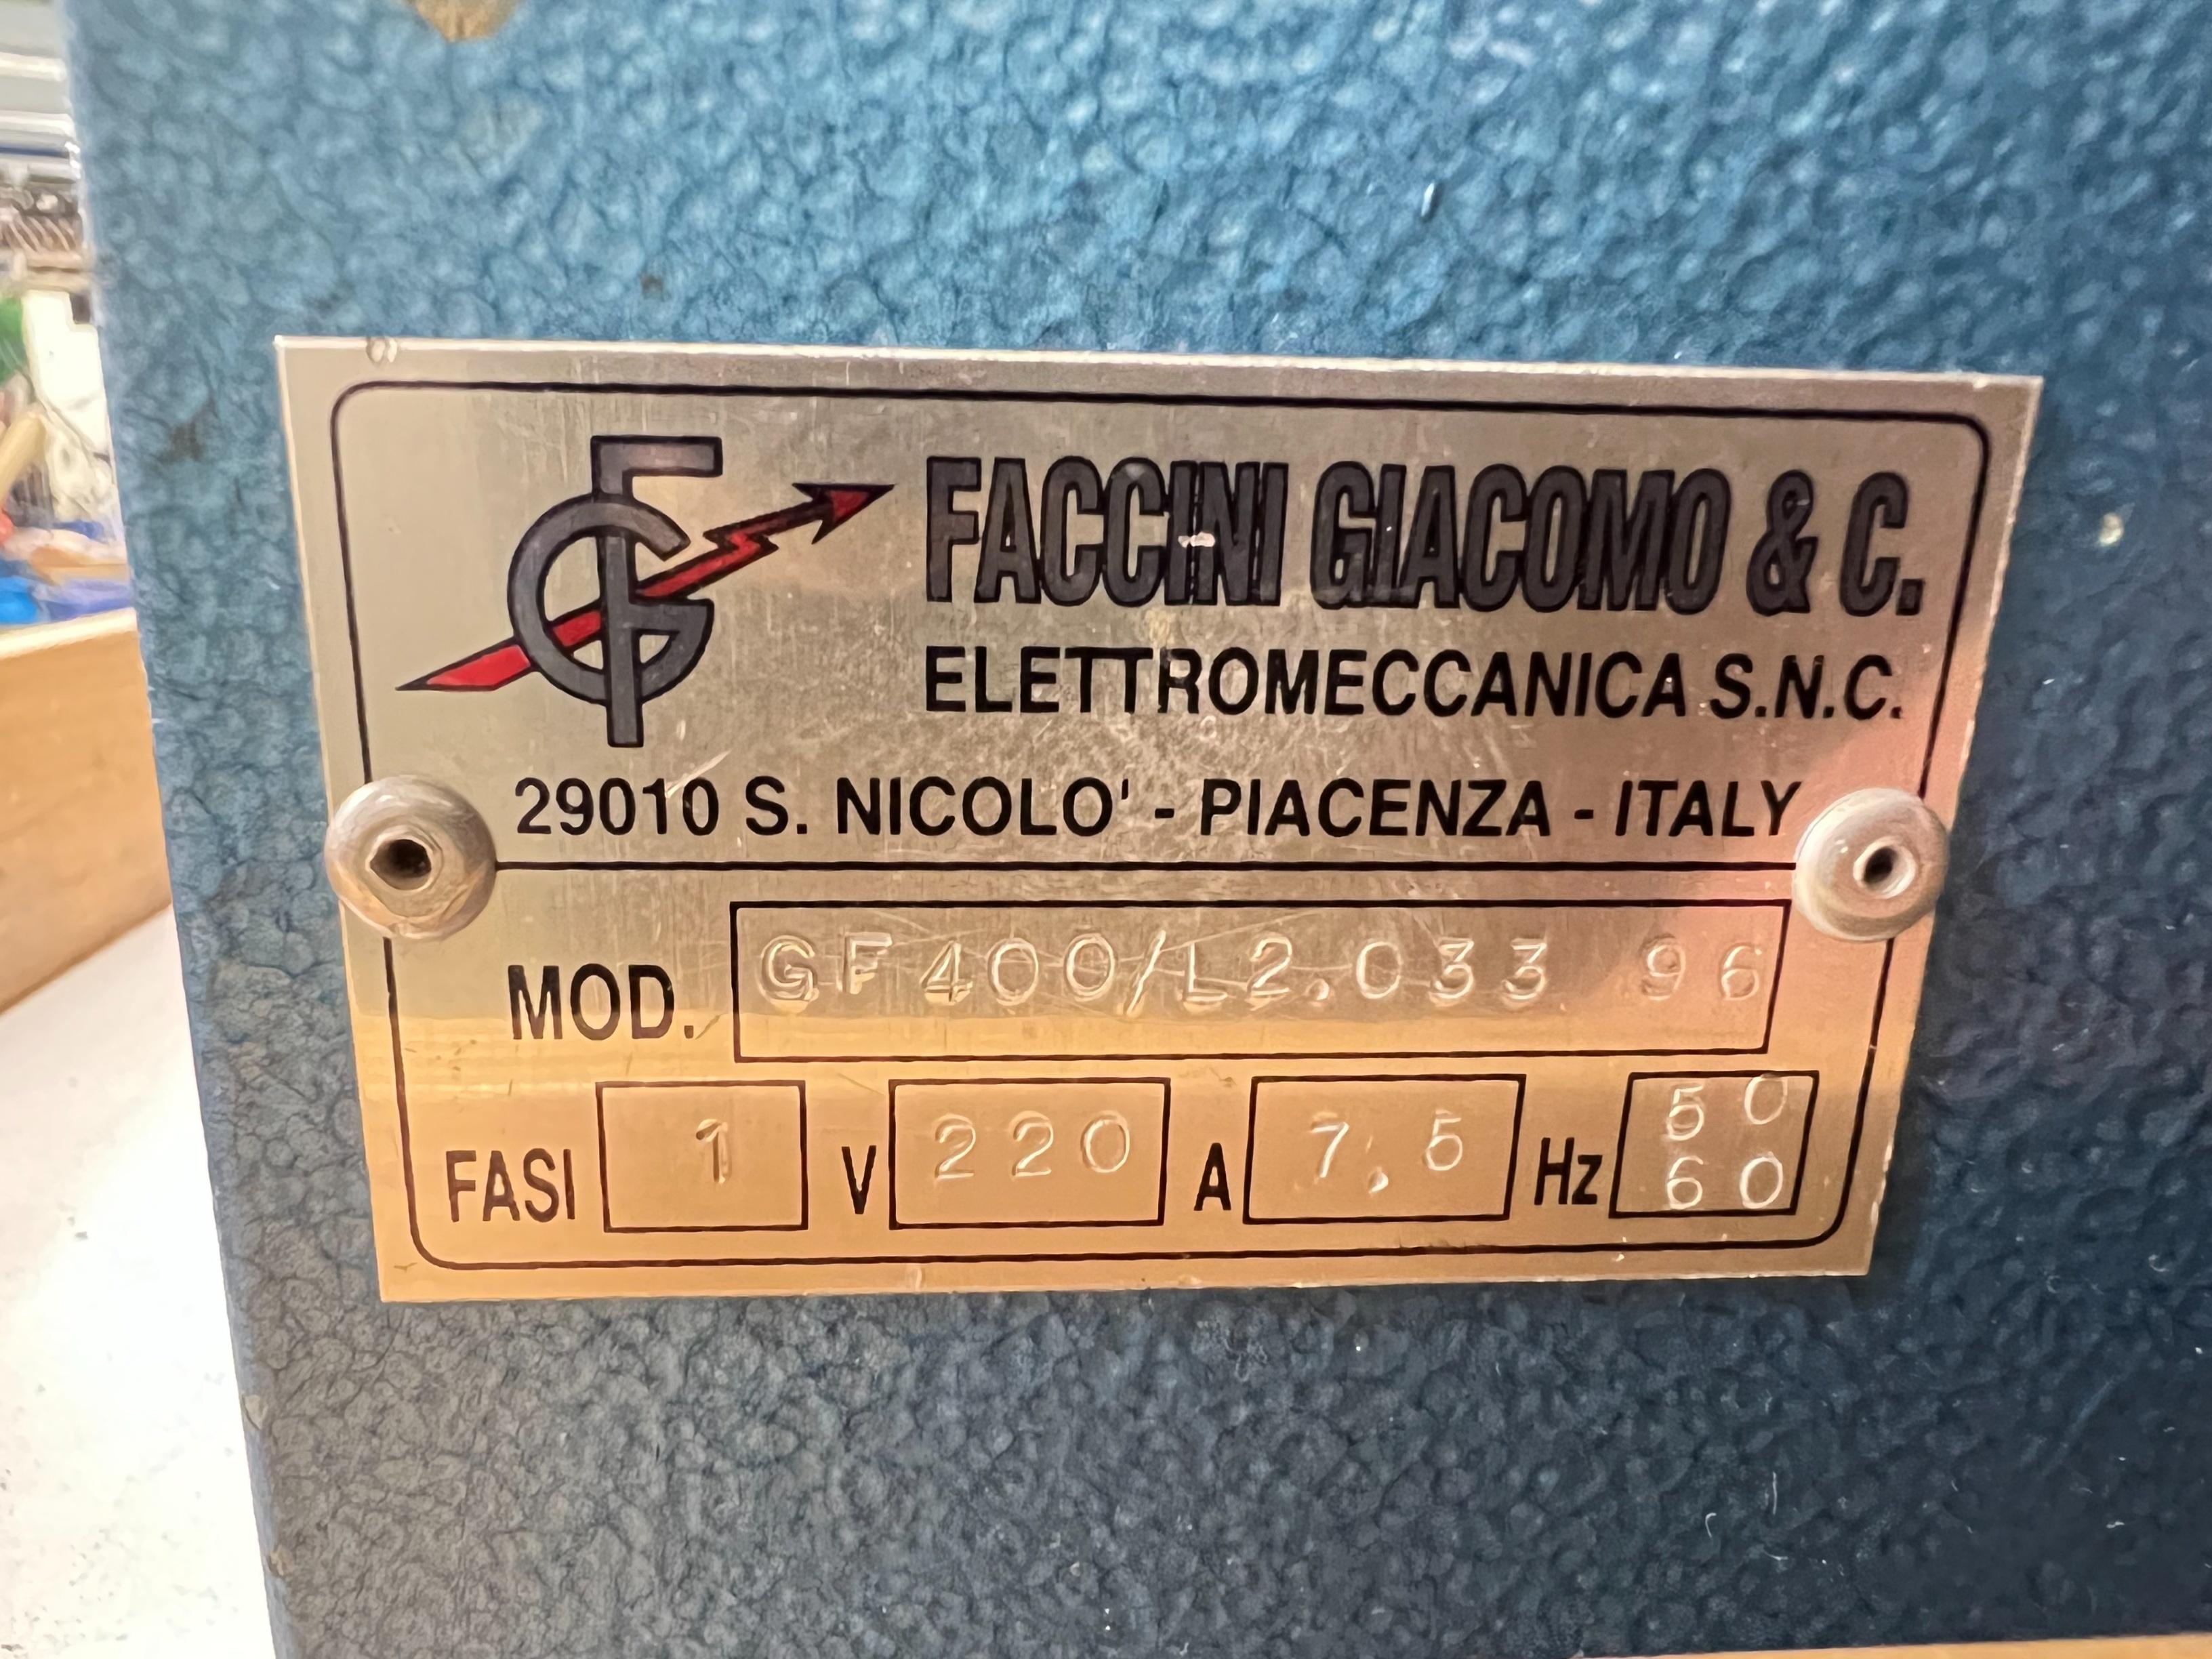 GF
FACCINI GIACOMO & C.
ELETTROMECCANICA S.N.C.
29010 S. NICOLO' - PIACENZA - ITALY
MOD. GF400/L2.033 96
FASI 1 V 220 A 7,5 Hz 50 60